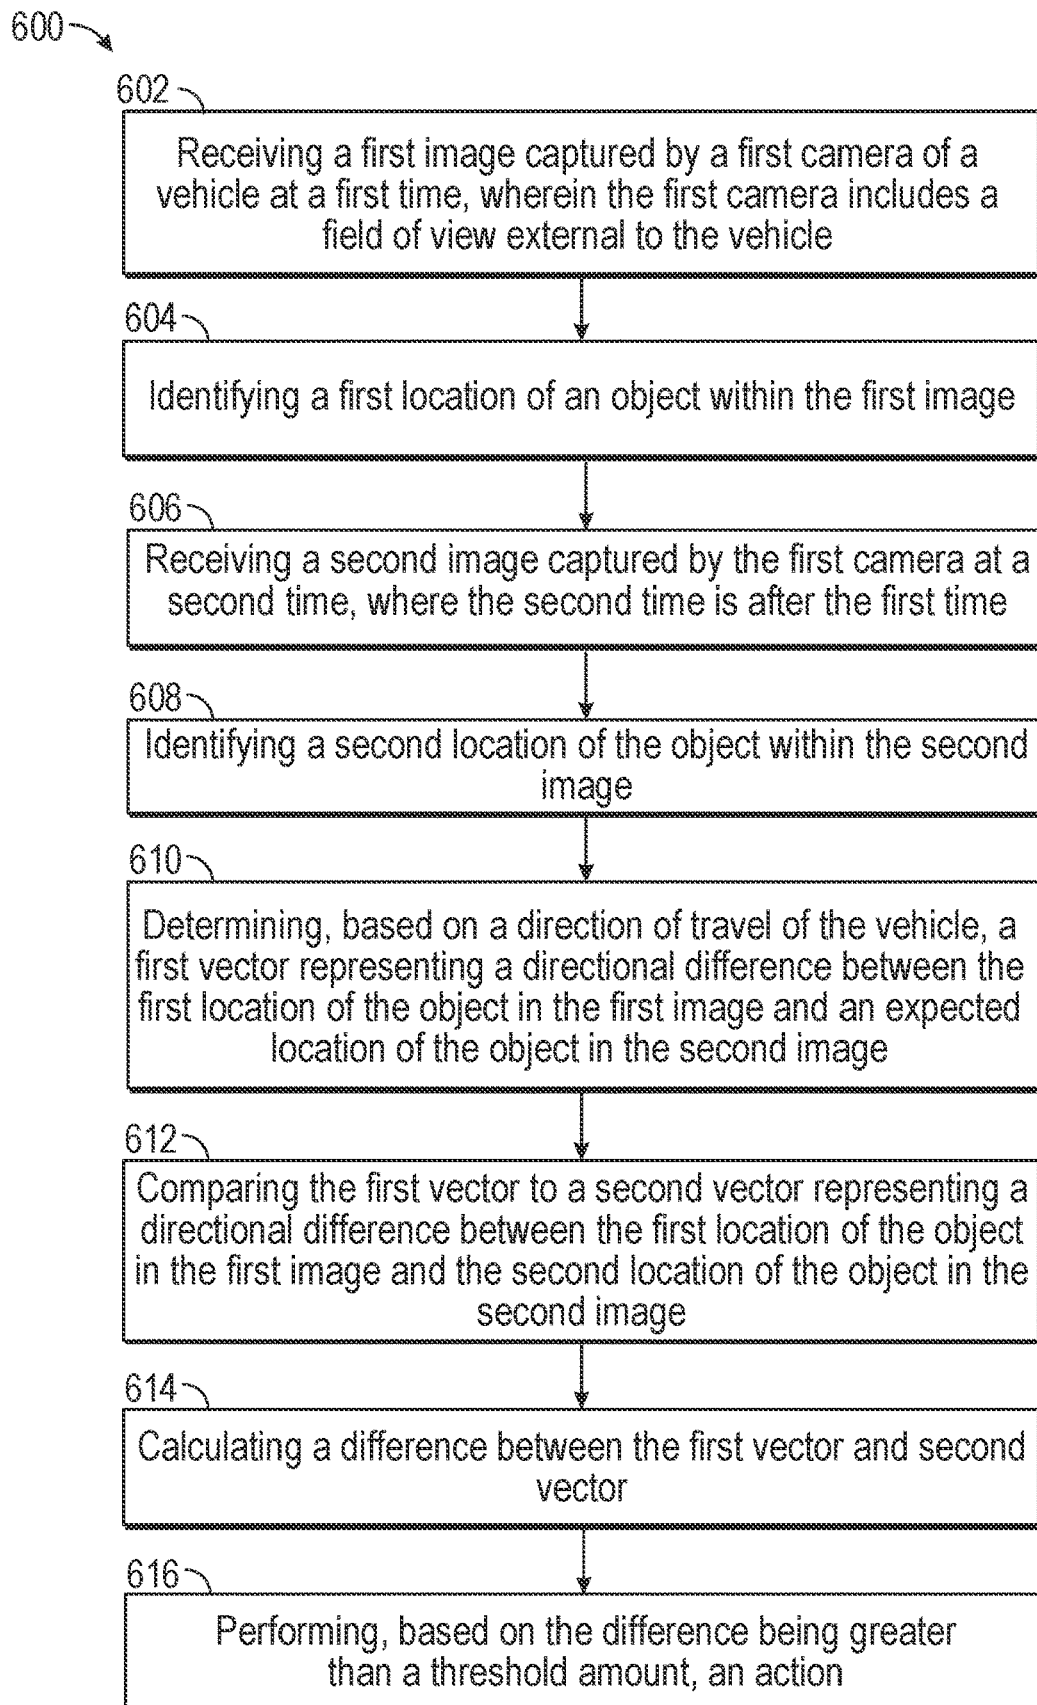 600
602
Receiving a first image captured by a first camera of a
vehicle at a first time, wherein the first camera includes a
field of view external to the vehicle
604
Identifying a first location of an object within the first image
606
Receiving a second image captured by the first camera at a
second time, where the second time is after the first time
608
Identifying a second location of the object within the second
image
610
Determining, based on a direction of travel of the vehicle, a
first vector representing a directional difference between the
first location of the object in the first image and an expected
location of the object in the second image
612
Comparing the first vector to a second vector representing a
directional difference between the first location of the object
in the first image and the second location of the object in the
second image
614
Calculating a difference between the first vector and second
vector
616
Performing, based on the difference being greater
than a threshold amount, an action